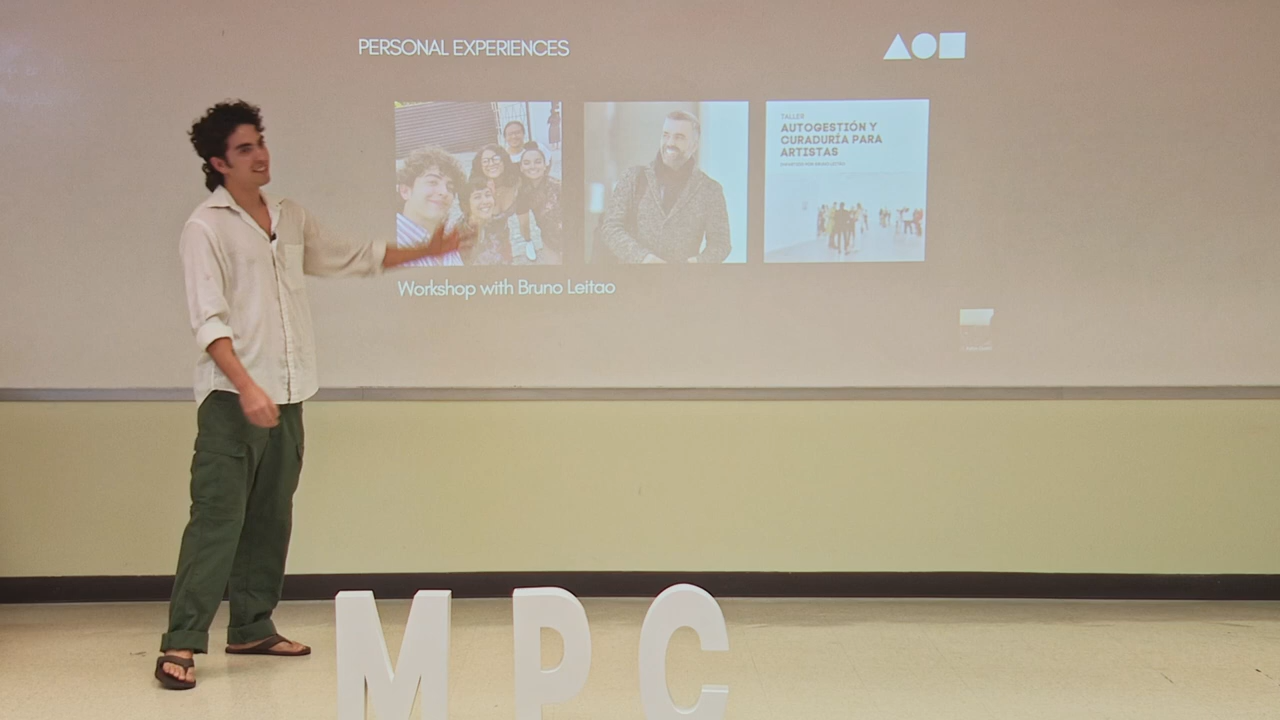 PERSONAL EXPERIENCES
TALLER
AUTOGESTIÓN Y
CURADURÍA PARA
ARTISTAS
Workshop with Bruno Leitao
MPC